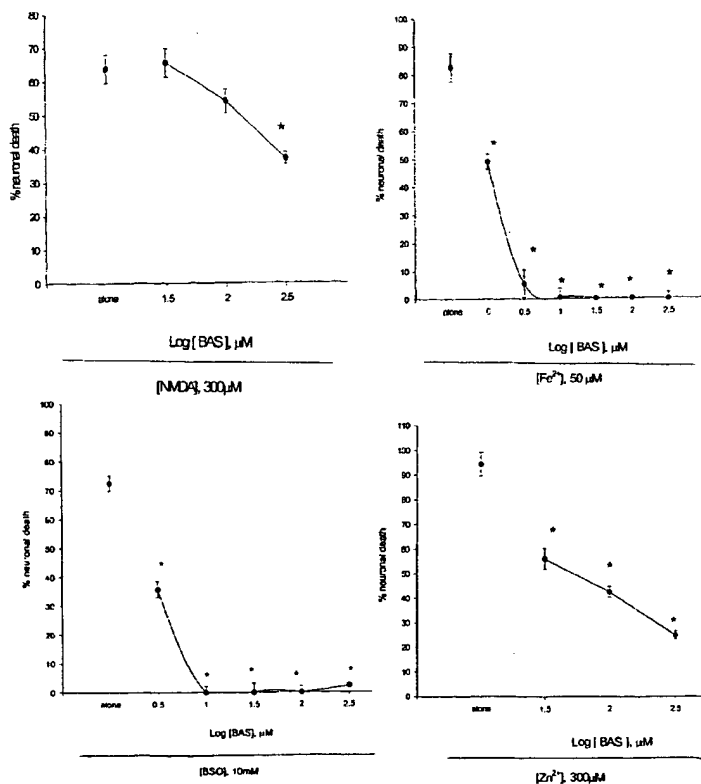 % neuronal death
80
70
60
50
40
30
20
10
0
alone 1.5 2 2.5
Log [ BAS], μM
[NMDA], 300μM
% neuronal death
100
90
80
70
60
50
40
30
20
10
0
alone 0 0.5 1 1.5 2 2.5
Log [ BAS], μM
[Fe²⁺], 50 μM
% neuronal death
100
90
80
70
60
50
40
30
20
10
0
alone 0.5 1 1.5 2 2.5
Log [BAS], μM
[BSO], 10mM
% neuronal death
110
100
90
80
70
60
50
40
30
20
10
0
alone 1.5 2 2.5
Log [ BAS ], μM
[Zn²⁺], 300μM